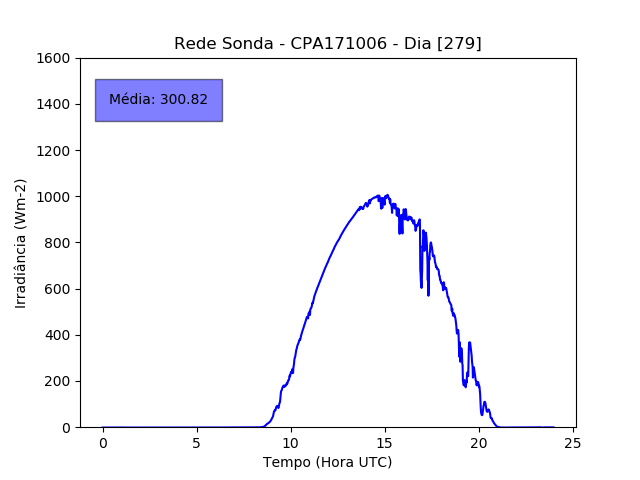 Rede Sonda - CPA171006 - Dia [279]
1600
1400
1200
1000
800
600
400
200
0
Média: 300.82
Irradiância (Wm-2)
0 5 10 15 20 25
Tempo (Hora UTC)